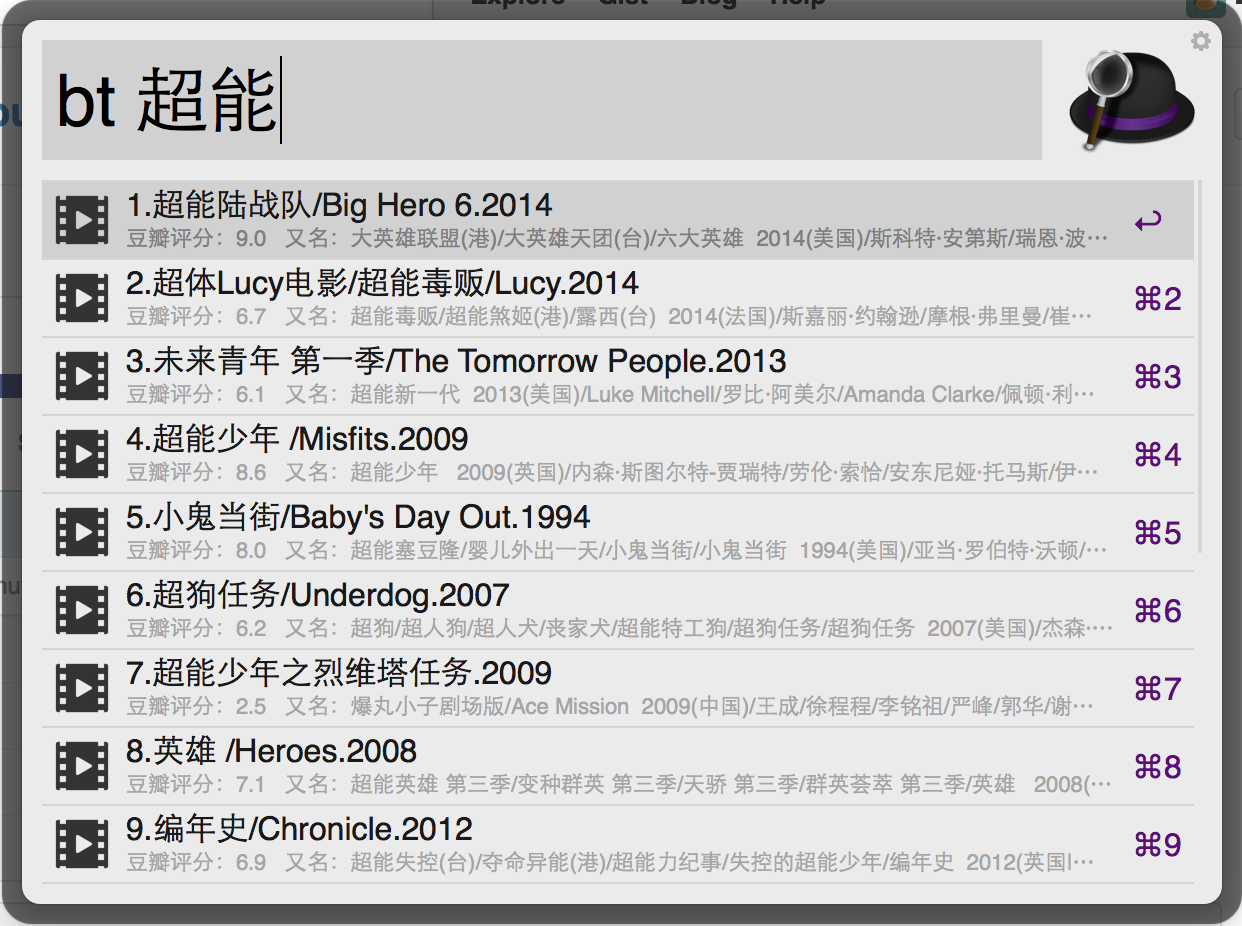 Explore Gist Blog Help
bt 超能
1.超能陆战队/Big Hero 6.2014
豆瓣评分：9.0 又名：大英雄联盟(港)/大英雄天团(台)/六大英雄 2014(美国)/斯科特·安第斯/瑞恩·波…
↩
2.超体Lucy电影/超能毒贩/Lucy.2014
豆瓣评分：6.7 又名：超能毒贩/超能煞姬(港)/露西(台) 2014(法国)/斯嘉丽·约翰逊/摩根·弗里曼/崔…
⌘2
3.未来青年 第一季/The Tomorrow People.2013
豆瓣评分：6.1 又名：超能新一代 2013(美国)/Luke Mitchell/罗比·阿美尔/Amanda Clarke/佩顿·利…
⌘3
4.超能少年 /Misfits.2009
豆瓣评分：8.6 又名：超能少年 2009(英国)/内森·斯图尔特-贾瑞特/劳伦·索恰/安东尼娅·托马斯/伊…
⌘4
5.小鬼当街/Baby's Day Out.1994
豆瓣评分：8.0 又名：超能塞豆隆/婴儿外出一天/小鬼当街/小鬼当街 1994(美国)/亚当·罗伯特·沃顿/…
⌘5
6.超狗任务/Underdog.2007
豆瓣评分：6.2 又名：超狗/超人狗/超人犬/丧家犬/超能特工狗/超狗任务/超狗任务 2007(美国)/杰森·…
⌘6
7.超能少年之烈维塔任务.2009
豆瓣评分：2.5 又名：爆丸小子剧场版/Ace Mission 2009(中国)/王成/徐程程/李铭祖/严峰/郭华/谢…
⌘7
8.英雄 /Heroes.2008
豆瓣评分：7.1 又名：超能英雄 第三季/变种群英 第三季/天骄 第三季/群英荟萃 第三季/英雄 2008(…
⌘8
9.编年史/Chronicle.2012
豆瓣评分：6.9 又名：超能失控(台)/夺命异能(港)/超能力纪事/失控的超能少年/编年史 2012(英国|…
⌘9